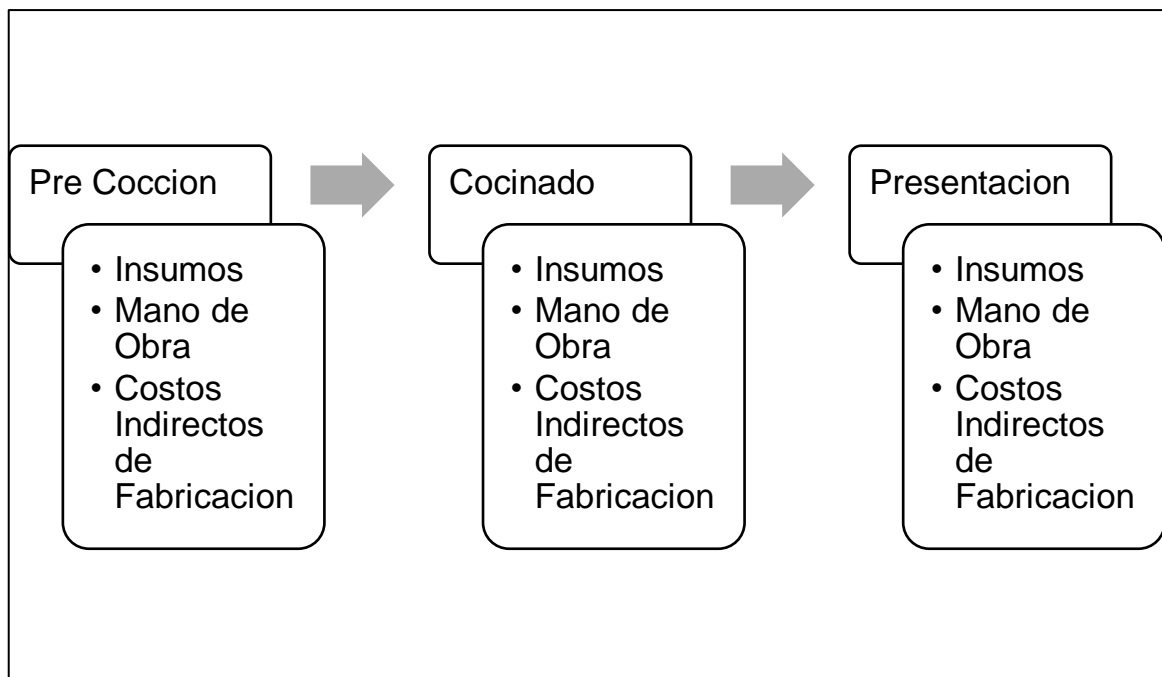 Pre Coccion
• Insumos
• Mano de
Obra
• Costos
Indirectos
de
Fabricacion
Cocinado
• Insumos
• Mano de
Obra
• Costos
Indirectos
de
Fabricacion
Presentacion
• Insumos
• Mano de
Obra
• Costos
Indirectos
de
Fabricacion